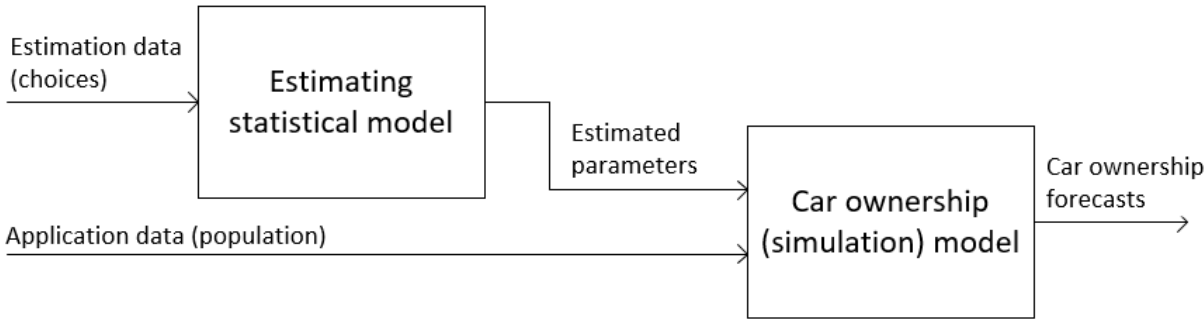 Estimation data
(choices)
Estimating
statistical model
Estimated
parameters
Application data (population)
Car ownership
(simulation) model
Car ownership
forecasts